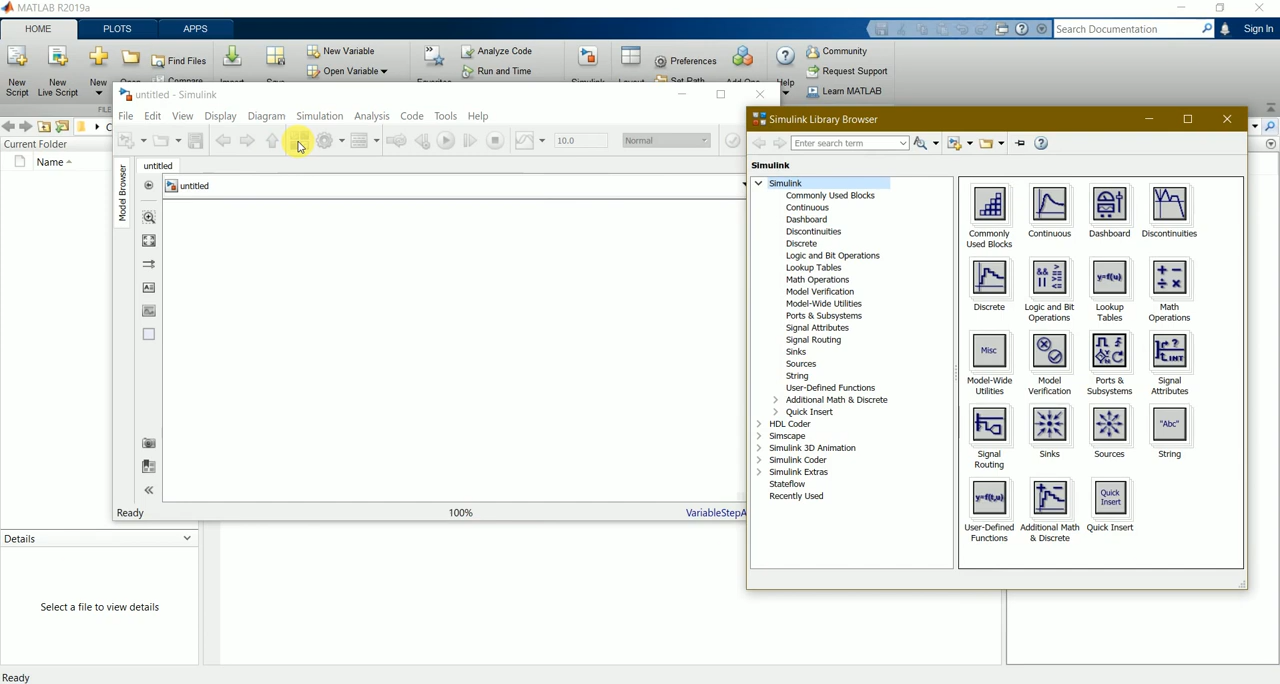 MATLAB R2019a
HOME PLOTS APPS
Search Documentation Sign In
New Script
New Live Script
New
Find Files
New Variable
Open Variable
Analyze Code
Run and Time
Preferences
Help
Community
Request Support
Learn MATLAB
FILE
C
Current Folder
Name
untitled - Simulink
File Edit View Display Diagram Simulation Analysis Code Tools Help
10.0 Normal
untitled
Model Browser
untitled
Ready 100% VariableStepA
Simulink Library Browser
Enter search term
Simulink
Simulink
Commonly Used Blocks
Continuous
Dashboard
Discontinuities
Discrete
Logic and Bit Operations
Lookup Tables
Math Operations
Model Verification
Model-Wide Utilities
Ports & Subsystems
Signal Attributes
Signal Routing
Sinks
Sources
String
User-Defined Functions
Additional Math & Discrete
Quick Insert
HDL Coder
Simscape
Simulink 3D Animation
Simulink Coder
Simulink Extras
Stateflow
Recently Used
Commonly Used Blocks
Continuous
Dashboard
Discontinuities
Discrete
Logic and Bit Operations
y=f(u)
Lookup Tables
Math Operations
Misc
Model-Wide Utilities
Model Verification
Ports & Subsystems
Signal Attributes
Signal Routing
Sinks
Sources
"Abc"
String
y=f(t,u)
User-Defined Functions
Additional Math & Discrete
Quick Insert
Quick Insert
Details
Select a file to view details
Ready